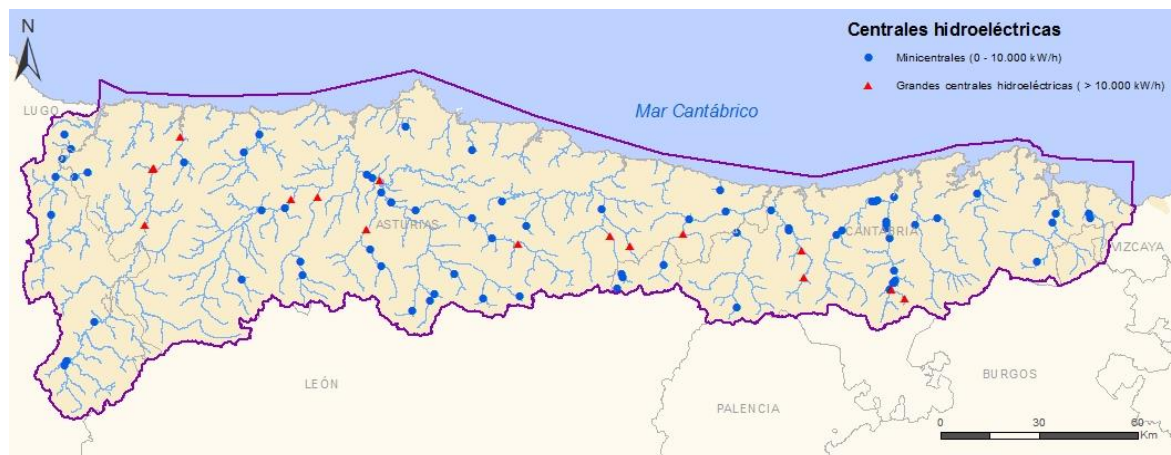 N
Centrales hidroeléctricas
Minicentrales (0 - 10.000 kW/h)
Grandes centrales hidroeléctricas ( > 10.000 kW/h)
LUGO
Mar Cantábrico
ASTURIAS
CANTABRIA
VIZCAYA
LEÓN
BURGOS
PALENCIA
0 30 60
Km